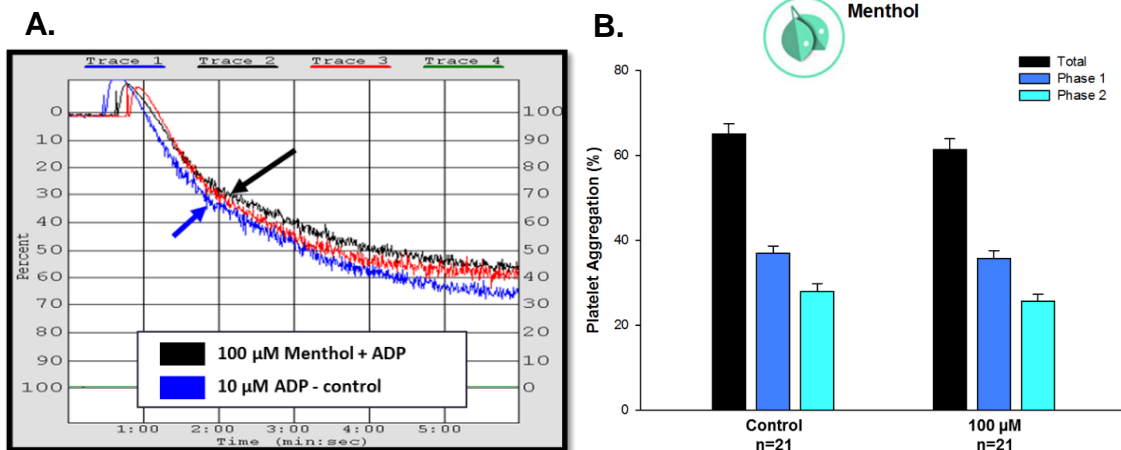 A.
Trace 1 Trace 2 Trace 3 Trace 4
0 100
10 90
20 80
30 70
40 60
50 50
60 40
70 30
80 20
90 10
100 0
Percent
100 µM Menthol + ADP
10 µM ADP - control
1:00 2:00 3:00 4:00 5:00
Time (min:sec)
B.
Menthol
Total
Phase 1
Phase 2
Platelet Aggregation (%)
80
60
40
20
0
Control 100 µM
n=21 n=21